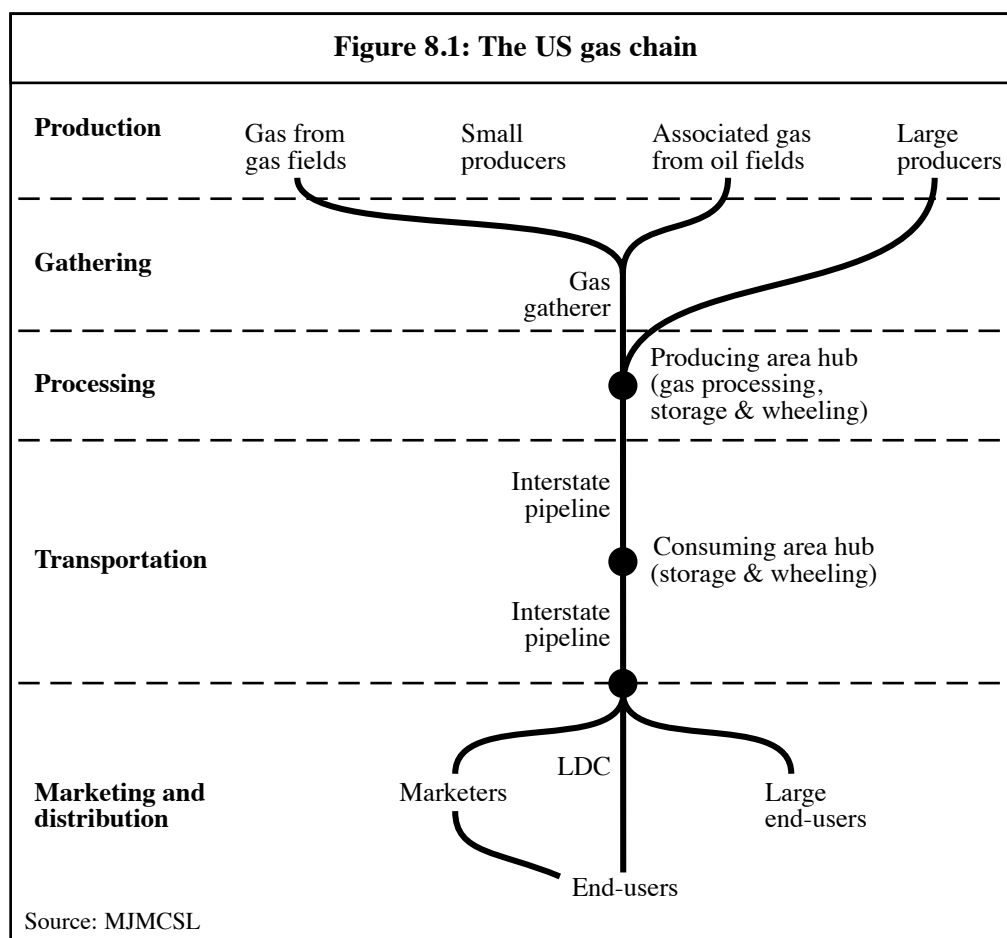 Figure 8.1: The US gas chain
Production
Gas from
gas fields
Small
producers
Associated gas
from oil fields
Large
producers
Gathering
Gas
gatherer
Processing
Producing area hub
(gas processing,
storage & wheeling)
Interstate
pipeline
Transportation
Consuming area hub
(storage & wheeling)
Interstate
pipeline
LDC
Marketing and
distribution
Marketers
Large
end-users
End-users
Source: MJMCSL